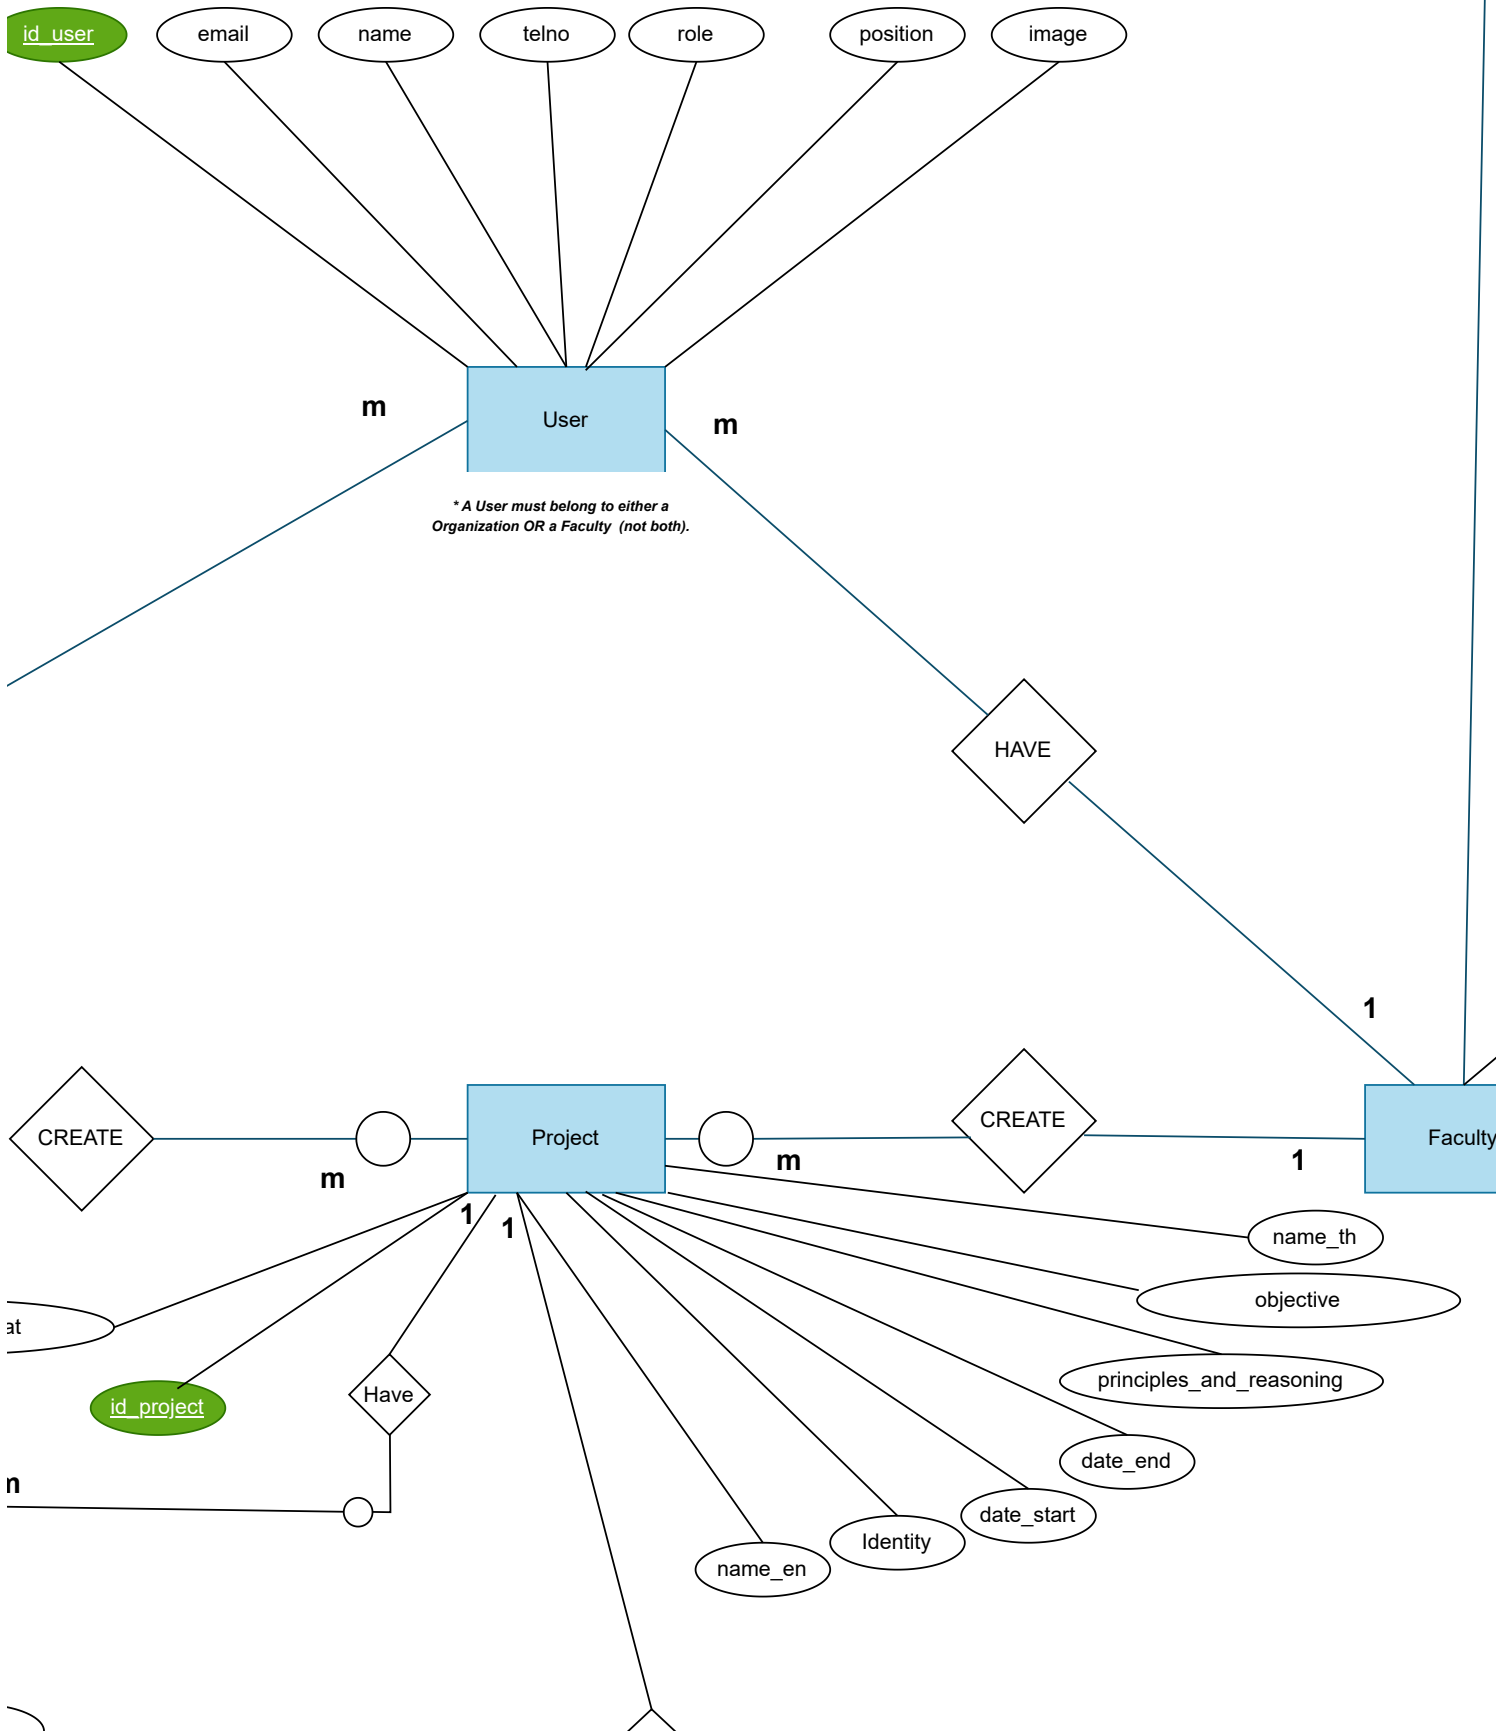 id_user
email
name
telno
role
position
image
m
User
m
* A User must belong to either a
Organization OR a Faculty (not both).
HAVE
1
CREATE
m
Project
m
CREATE
1
Faculty
1
1
name_th
at
objective
id_project
Have
principles_and_reasoning
date_end
m
date_start
Identity
name_en